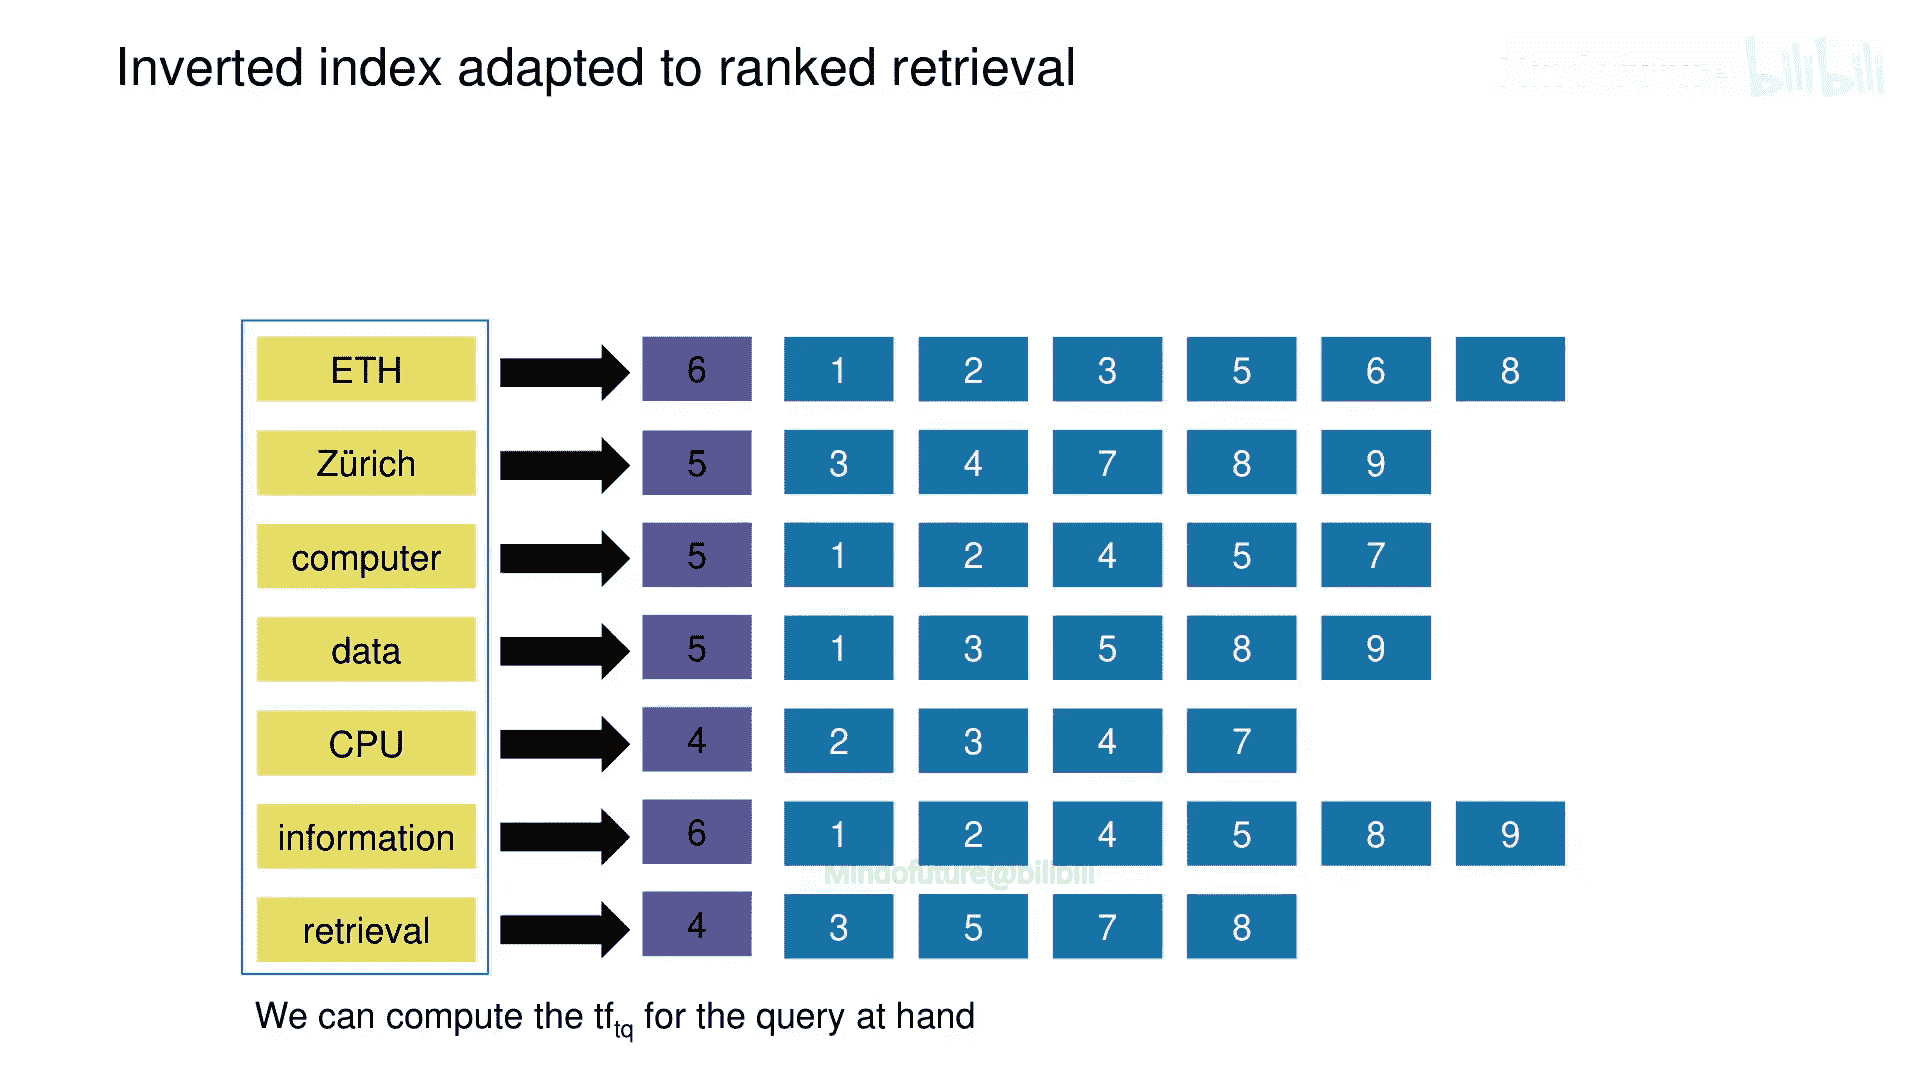 Inverted index adapted to ranked retrieval
bilibili
ETH 6 1 2 3 5 6 8
Zürich 5 3 4 7 8 9
computer 5 1 2 4 5 7
data 5 1 3 5 8 9
CPU 4 2 3 4 7
information 6 1 2 4 5 8 9
Mindofuture@bilibili
retrieval 4 3 5 7 8
We can compute the tftq for the query at hand